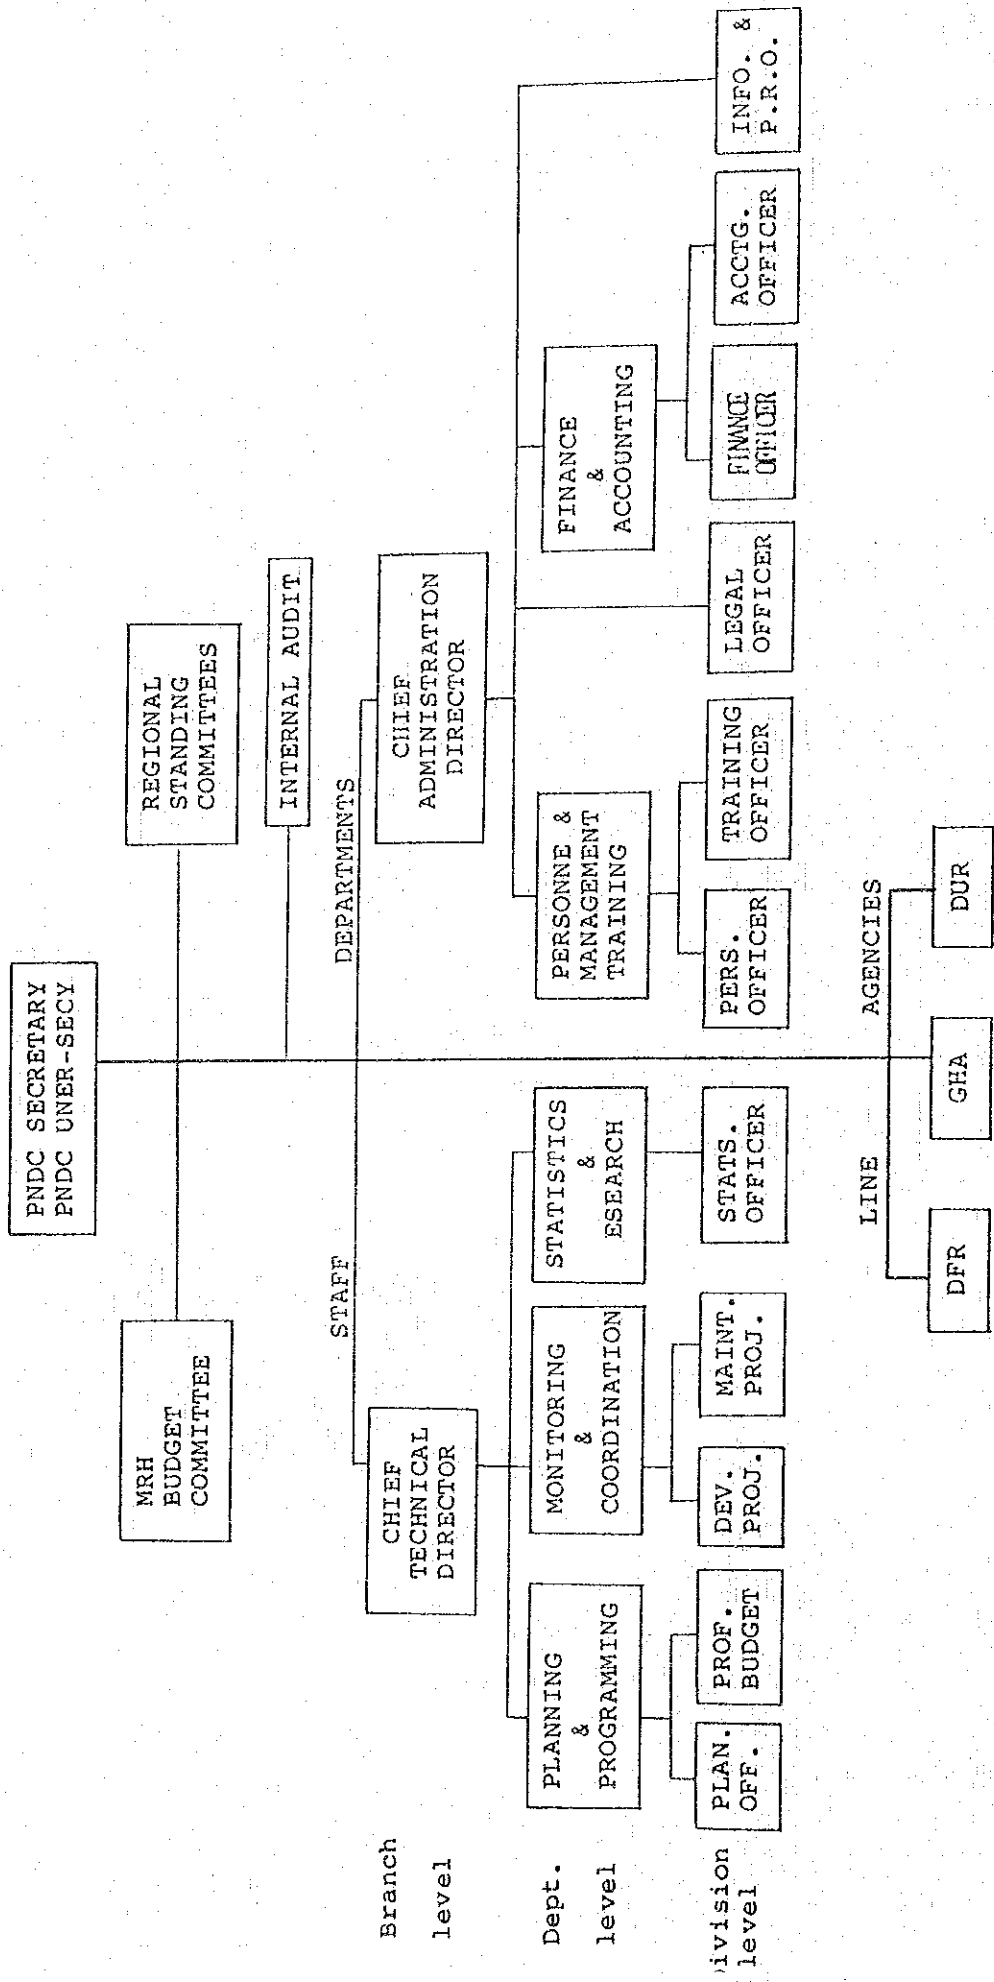 PNDC SECRETARY
PNDC UNER-SECY.
MRH
BUDGET
COMMITTEE
REGIONAL
STANDING
COMMITTEES
INTERNAL AUDIT
STAFF
DEPARTMENTS
Branch
level
CHIEF
TECHNICAL
DIRECTOR
CHIEF
ADMINISTRATION
DIRECTOR
Dept.
level
PLANNING
&
PROGRAMMING
MONITORING
&
COORDINATION
STATISTICS
&
ESEARCH
PERSONNE &
MANAGEMENT
TRAINING
FINANCE
&
ACCOUNTING
ivision
level
PLAN.
OFF.
PROF.
BUDGET
DEV.
PROJ.
MAINT.
PROJ.
STATS.
OFFICER
PERS.
OFFICER
TRAINING
OFFICER
LEGAL
OFFICER
FINANCE
OFFICER
ACCTG.
OFFICER
INFO. &
P.R.O.
LINE
AGENCIES
DFR
GHA
DUR